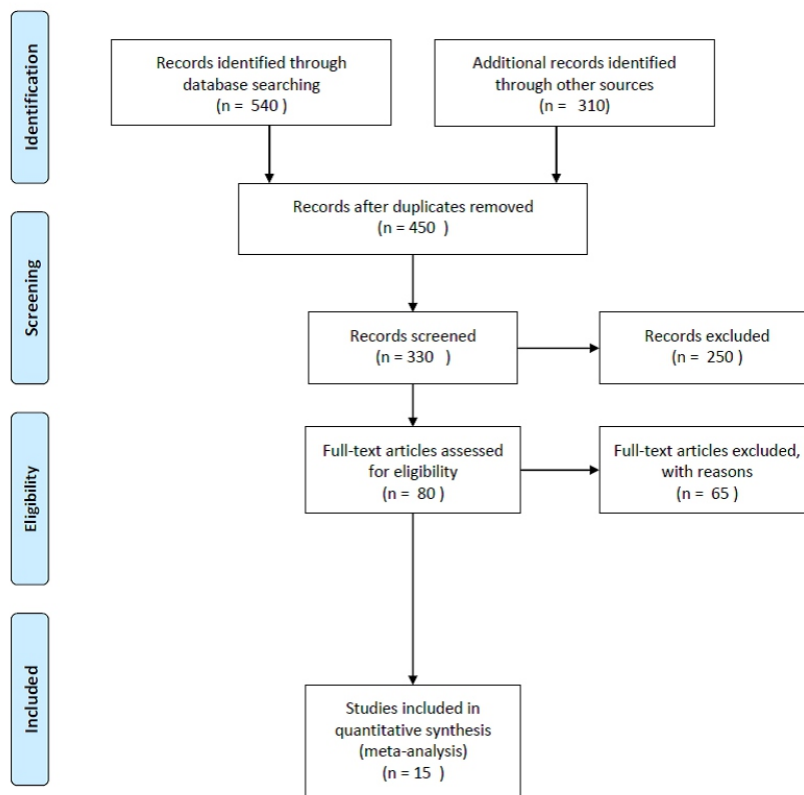 Identification
Records identified through
database searching
(n = 540 )
Additional records identified
through other sources
(n = 310)
Records after duplicates removed
(n = 450 )
Screening
Records screened
(n = 330 )
Records excluded
(n = 250 )
Eligibility
Full-text articles assessed
for eligibility
(n = 80 )
Full-text articles excluded,
with reasons
(n = 65 )
Included
Studies included in
quantitative synthesis
(meta-analysis)
(n = 15 )